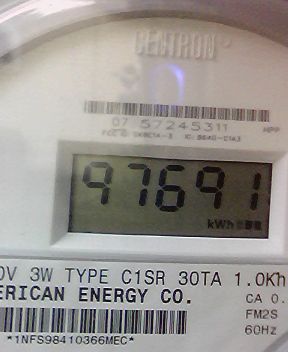 CENTRON®
07 57245311 MPP
97691
kWh
0V 3W TYPE C1SR 30TA 1.0Kh
ERICAN ENERGY CO. CA 0.
FM2S
60Hz
*1NFS98410366MEC*